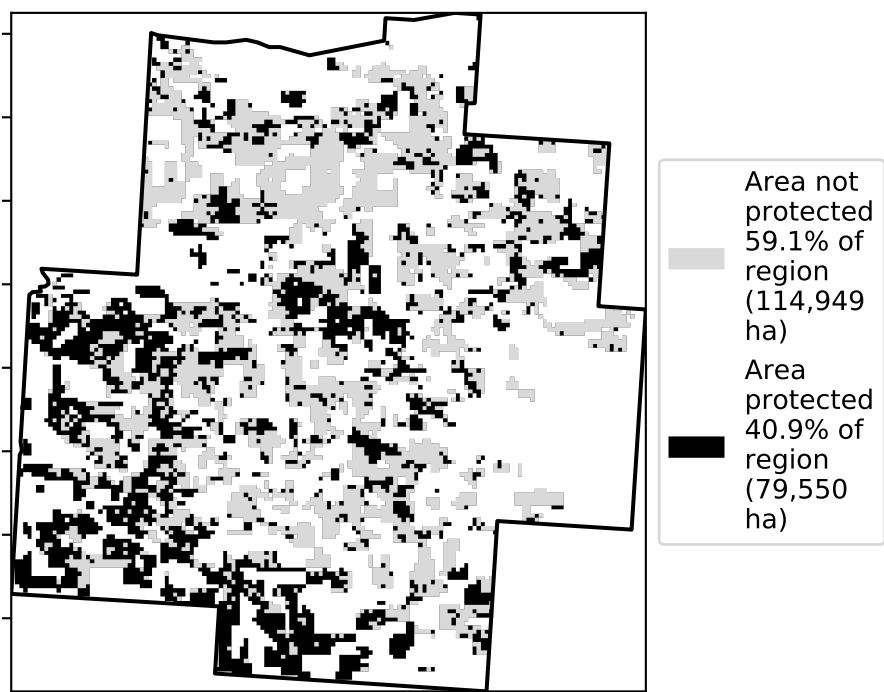 Area not
protected
59.1% of
region
(114,949
ha)
Area
protected
40.9% of
region
(79,550
ha)